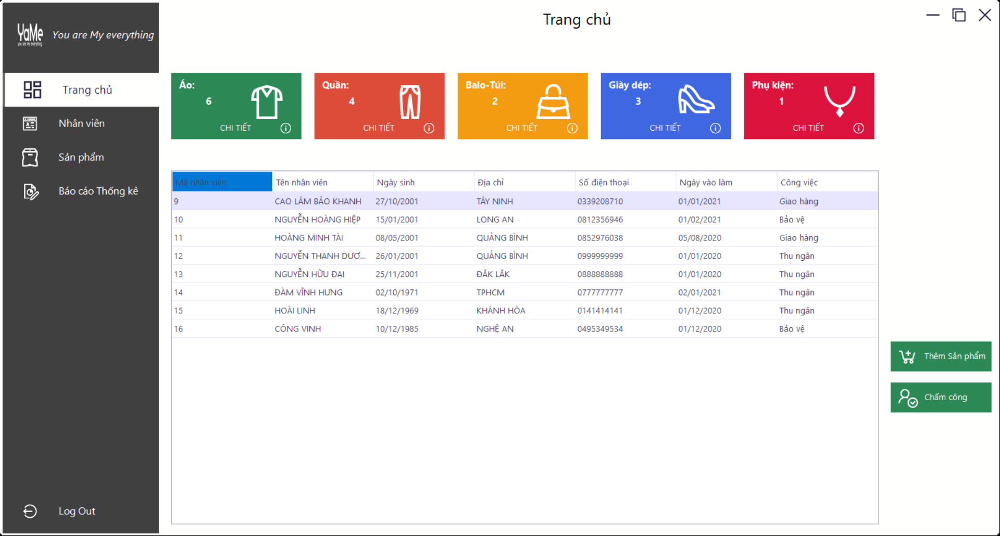 YaMe
you are my everything
You are My everything
Trang chủ
Trang chủ
Nhân viên
Sản phẩm
Báo cáo Thống kê
Log Out
Áo:
6
CHI TIẾT
Quần:
4
CHI TIẾT
Balo-Túi:
2
CHI TIẾT
Giày dép:
3
CHI TIẾT
Phụ kiện:
1
CHI TIẾT
Mã nhân viên Tên nhân viên Ngày sinh Địa chỉ Số điện thoại Ngày vào làm Công việc
9 CAO LÂM BẢO KHANH 27/10/2001 TÂY NINH 0339208710 01/01/2021 Giao hàng
10 NGUYỄN HOÀNG HIỆP 15/01/2001 LONG AN 0812356946 01/02/2021 Bảo vệ
11 HOÀNG MINH TÀI 08/05/2001 QUẢNG BÌNH 0852976038 05/08/2020 Giao hàng
12 NGUYỄN THANH DƯƠ... 26/01/2001 QUẢNG BÌNH 0999999999 01/01/2020 Thu ngân
13 NGUYỄN HỮU ĐẠI 25/11/2001 ĐĂK LĂK 0888888888 01/01/2020 Thu ngân
14 ĐÀM VĨNH HƯNG 02/10/1971 TPHCM 0777777777 02/01/2021 Thu ngân
15 HOÀI LINH 18/12/1969 KHÁNH HÒA 0141414141 01/12/2020 Thu ngân
16 CÔNG VINH 10/12/1985 NGHỆ AN 0495349534 01/12/2020 Bảo vệ
Thêm Sản phẩm
Chấm công